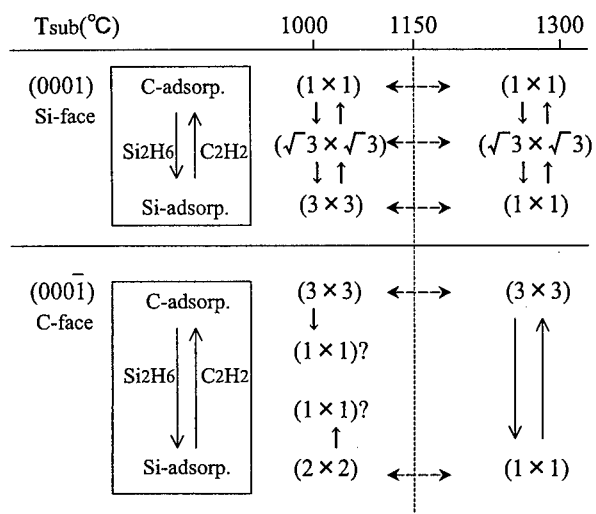 Tsub(℃) 1000 1150 1300
(0001) C-adsorp. (1×1) (1×1)
Si-face
Si2H6 C2H2 (√3×√3) (√3×√3)
Si-adsorp. (3×3) (1×1)
(0001̄) C-adsorp. (3×3) (3×3)
C-face
(1×1)?
Si2H6 C2H2
(1×1)?
Si-adsorp. (2×2) (1×1)